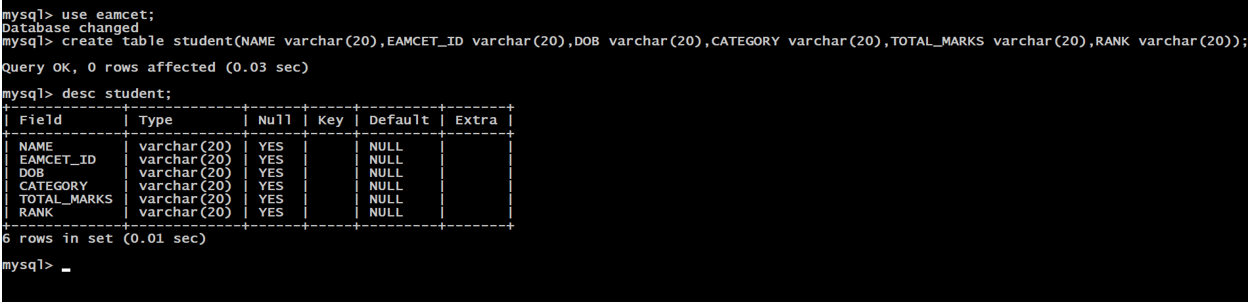 mysql> use eamcet;
Database changed
mysql> create table student(NAME varchar(20),EAMCET_ID varchar(20),DOB varchar(20),CATEGORY varchar(20),TOTAL_MARKS varchar(20),RANK varchar(20));
Query OK, 0 rows affected (0.03 sec)
mysql> desc student;
+-------------+-------------+------+-----+---------+-------+
| Field       | Type        | Null | Key | Default | Extra |
+-------------+-------------+------+-----+---------+-------+
| NAME        | varchar(20) | YES  |     | NULL    |       |
| EAMCET_ID   | varchar(20) | YES  |     | NULL    |       |
| DOB         | varchar(20) | YES  |     | NULL    |       |
| CATEGORY    | varchar(20) | YES  |     | NULL    |       |
| TOTAL_MARKS | varchar(20) | YES  |     | NULL    |       |
| RANK        | varchar(20) | YES  |     | NULL    |       |
+-------------+-------------+------+-----+---------+-------+
6 rows in set (0.01 sec)
mysql> _